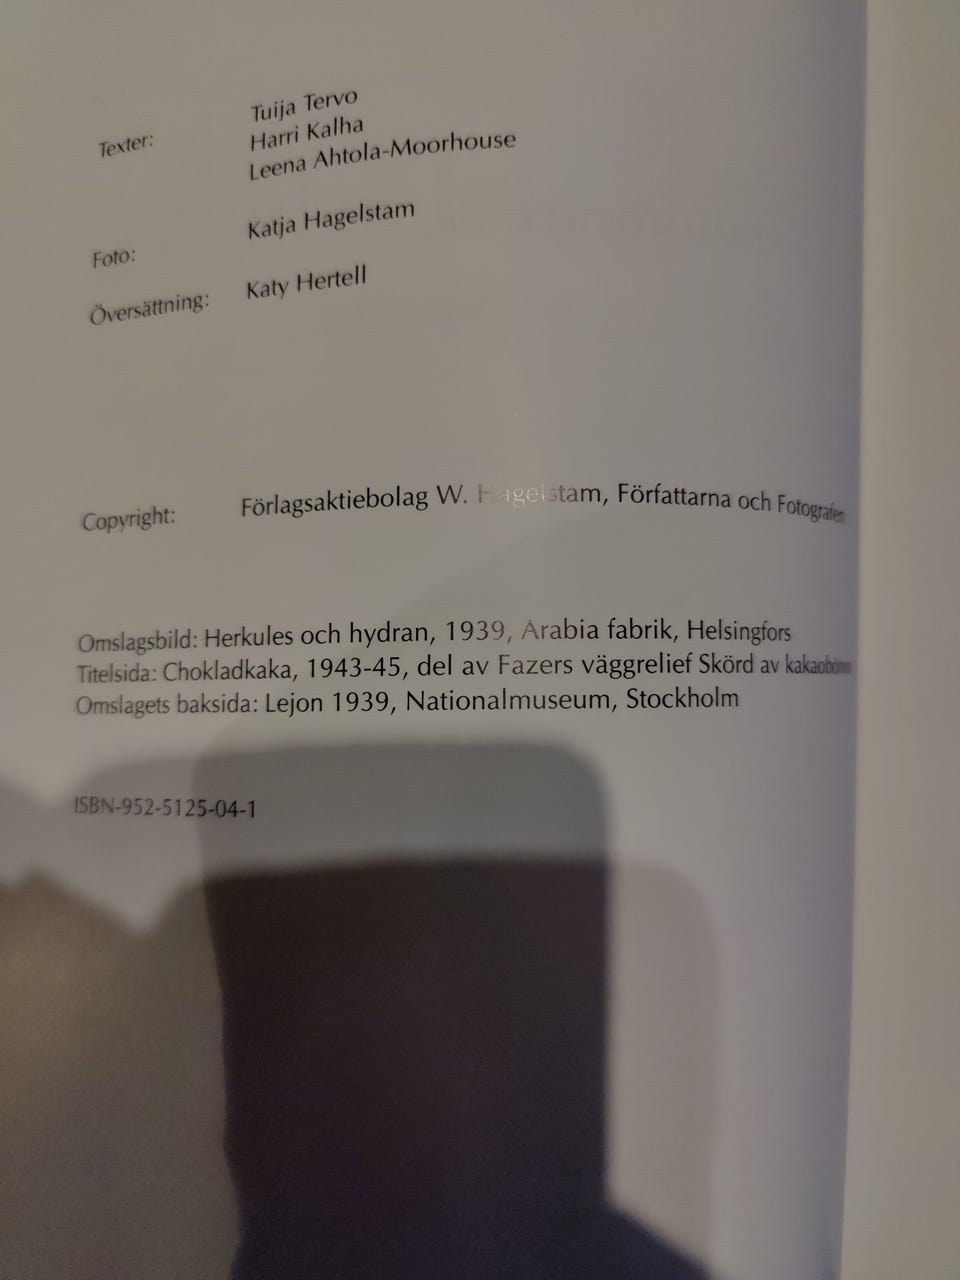 Texter: Tuija Tervo
Harri Kalha
Leena Ahtola-Moorhouse
Foto: Katja Hagelstam
Översättning: Katy Hertell
Copyright: Förlagsaktiebolag W. Hagelstam, Författarna och Fotografen
Omslagsbild: Herkules och hydran, 1939, Arabia fabrik, Helsingfors
Titelsida: Chokladkaka, 1943-45, del av Fazers väggrelief Skörd av
Omslagets baksida: Lejon 1939, Nationalmuseum, Stockholm
ISBN-952-5125-04-1